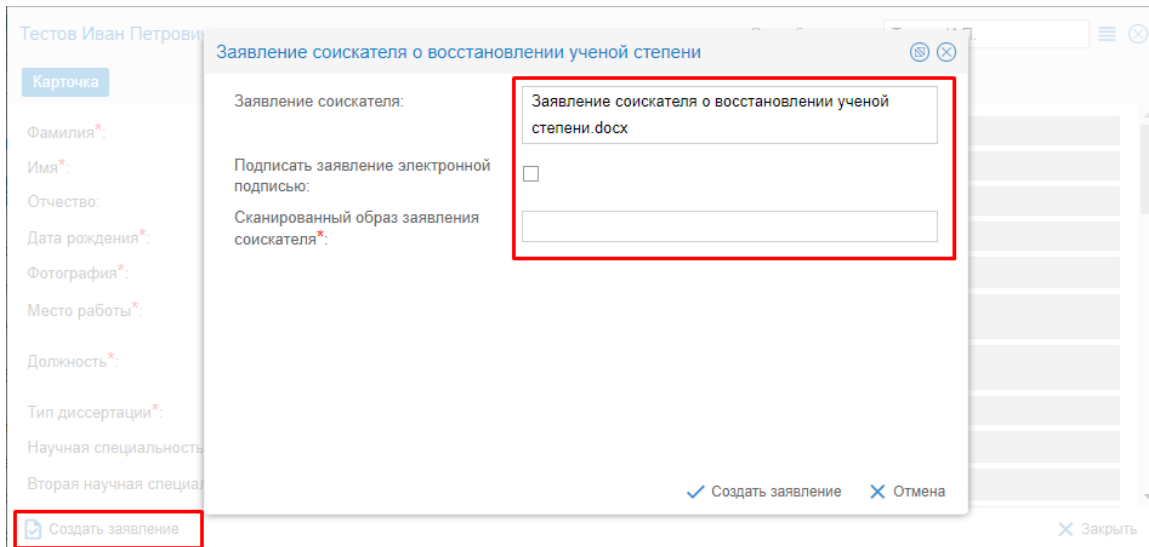 Тестов Иван Петрович
Заявление соискателя о восстановлении ученой степени
Карточка
Заявление соискателя:
Заявление соискателя о восстановлении ученой
степени.docx
Фамилия*:
Имя*:
Подписать заявление электронной
подписью:
Отчество:
Сканированный образ заявления
соискателя*:
Дата рождения*:
Фотография*:
Место работы*:
Должность*:
Тип диссертации*:
Научная специальность
Вторая научная
Создать заявление
Отмена
Создать заявление
Закрыть